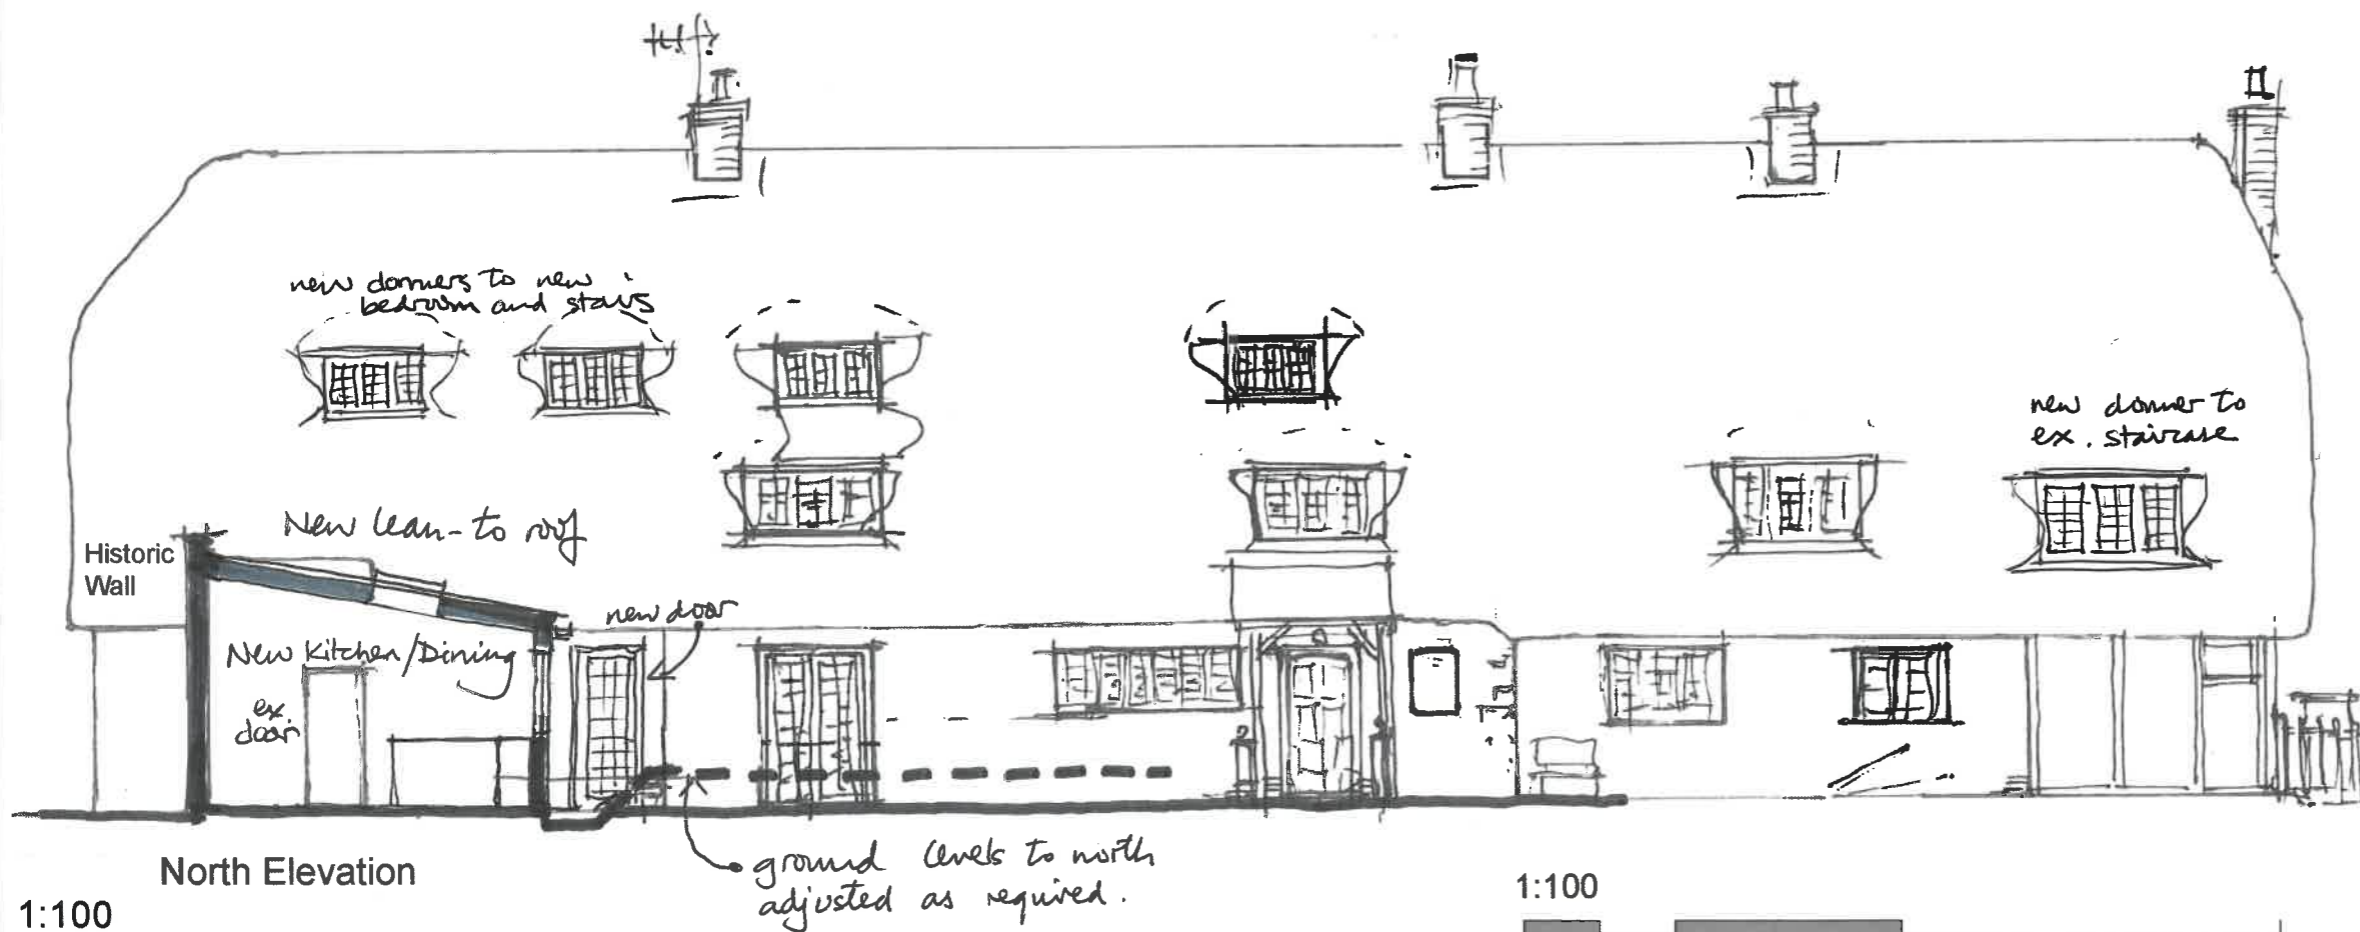 new dormers to new
bedroom and stairs
new dormer to
ex. staircase
New lean-to roof
Historic
Wall
new door
New Kitchen/Dining
ex.
door.
ground levels to north
adjusted as required.
North Elevation
1:100
1:100